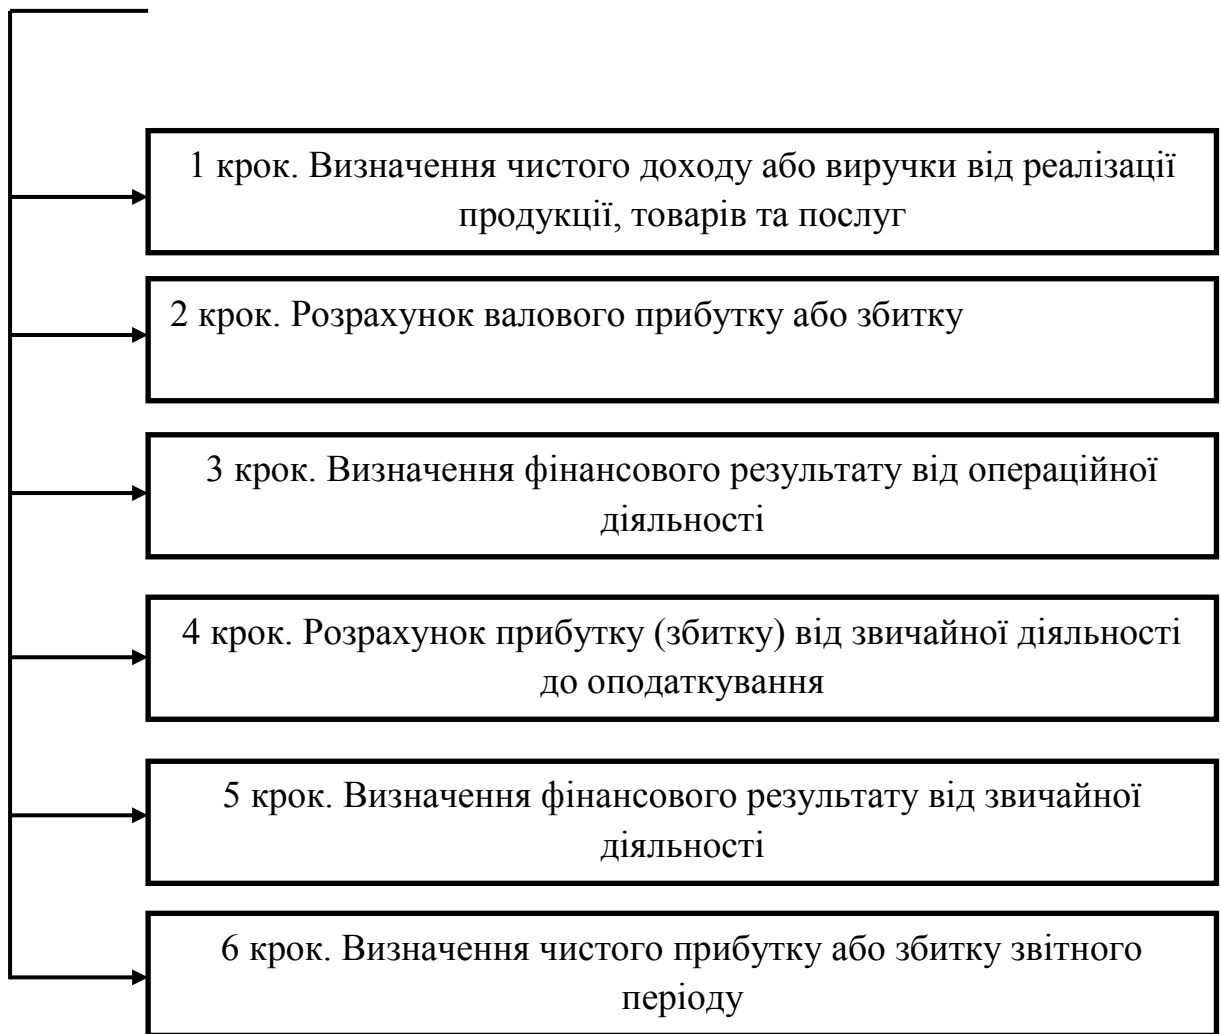 1 крок. Визначення чистого доходу або виручки від реалізації
продукції, товарів та послуг
2 крок. Розрахунок валового прибутку або збитку
3 крок. Визначення фінансового результату від операційної
діяльності
4 крок. Розрахунок прибутку (збитку) від звичайної діяльності
до оподаткування
5 крок. Визначення фінансового результату від звичайної
діяльності
6 крок. Визначення чистого прибутку або збитку звітного
періоду